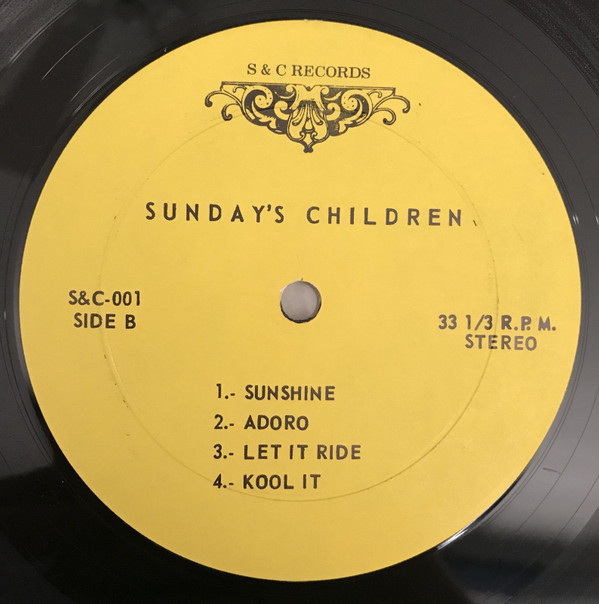 S & C RECORDS
SUNDAY'S CHILDREN
S&C-001
SIDE B
33 1/3 R.P.M.
STEREO
1.- SUNSHINE
2.- ADORO
3.- LET IT RIDE
4.- KOOL IT